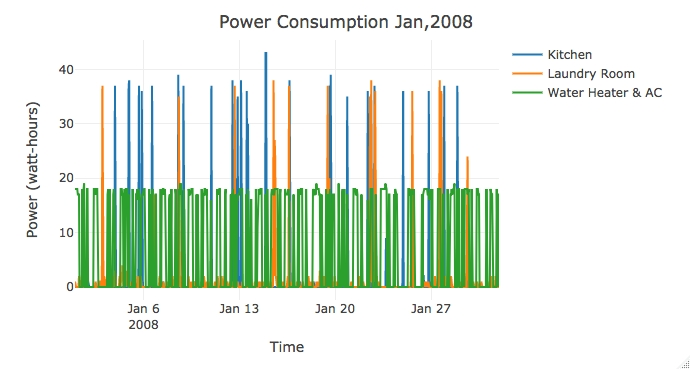 Power Consumption Jan,2008
Kitchen
Laundry Room
Water Heater & AC
Power (watt-hours)
40
30
20
10
0
Jan 6
2008
Jan 13
Jan 20
Jan 27
Time